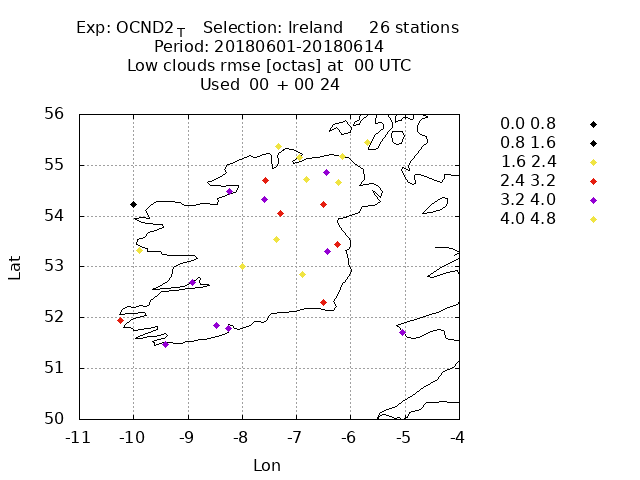 Exp: OCND2T Selection: Ireland 26 stations
Period: 20180601-20180614
Low clouds rmse [octas] at 00 UTC
Used 00 + 00 24
56
55
54
53
52
51
50
-11 -10 -9 -8 -7 -6 -5 -4
Lat
Lon
0.0 0.8
0.8 1.6
1.6 2.4
2.4 3.2
3.2 4.0
4.0 4.8